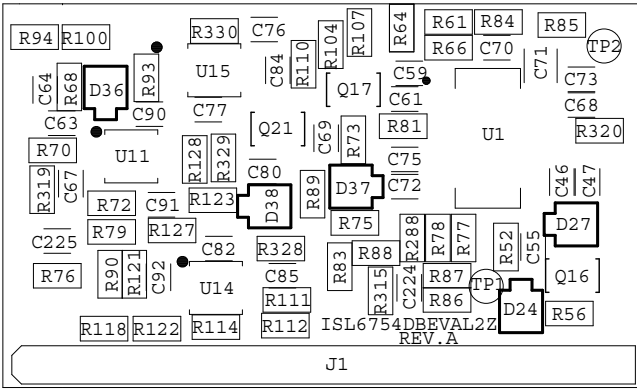 R94
R100
R330
C76
R104
R107
R64
R61
R84
R85
R66
C70
TP2
C64
R68
D36
R93
U15
C84
R110
C59
C71
C73
Q17
C61
C68
C63
C90
C77
Q21
C69
R73
R81
U1
R320
R70
U11
R128
R329
C80
C75
R319
C67
R89
D37
C72
C46
C47
R72
C91
R123
D38
R75
D27
R79
R127
C225
C82
R328
R83
R88
R288
R78
R77
R52
C55
R76
R90
R121
C92
U14
C85
R315
C224
R87
TP1
Q16
R111
R86
D24
R56
R118
R122
R114
R112
ISL6754DBEVAL2Z
REV.A
J1